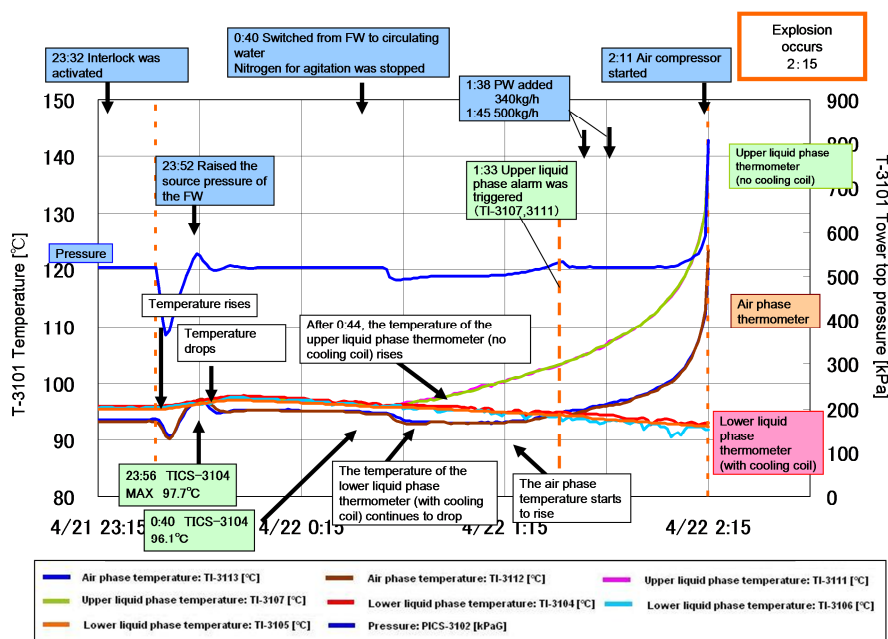 Explosion
occurs
2:15
0:40 Switched from FW to circulating
water
Nitrogen for agitation was stopped
23:32 Interlock was
activated
2:11 Air compressor
started
1:38 PW added
340kg/h
1:45 500kg/h
23:52 Raised the
source pressure of
the FW
1:33 Upper liquid
phase alarm was
triggered
(TI-3107,3111)
Upper liquid phase
thermometer
(no cooling coil)
Pressure
Temperature rises
Temperature
drops
After 0:44, the temperature of the
upper liquid phase thermometer (no
cooling coil) rises
Air phase
thermometer
Lower liquid
phase
thermometer
(with cooling coil)
23:56 TICS-3104
MAX 97.7℃
0:40 TICS-3104
96.1℃
The temperature of the
lower liquid phase
thermometer (with cooling
coil) continues to drop
The air phase
temperature starts
to rise
T-3101 Temperature [℃]
150
140
130
120
110
100
90
80
T-3101 Tower top pressure [kPa]
900
800
700
600
500
400
300
200
100
0
4/21 23:15
4/22 0:15
4/22 1:15
4/22 2:15
Air phase temperature: TI-3113 [℃]
Air phase temperature: TI-3112 [℃]
Upper liquid phase temperature: TI-3111 [℃]
Upper liquid phase temperature: TI-3107 [℃]
Lower liquid phase temperature: TI-3104 [℃]
Lower liquid phase temperature: TI-3106 [℃]
Lower liquid phase temperature: TI-3105 [℃]
Pressure: PICS-3102 [kPaG]